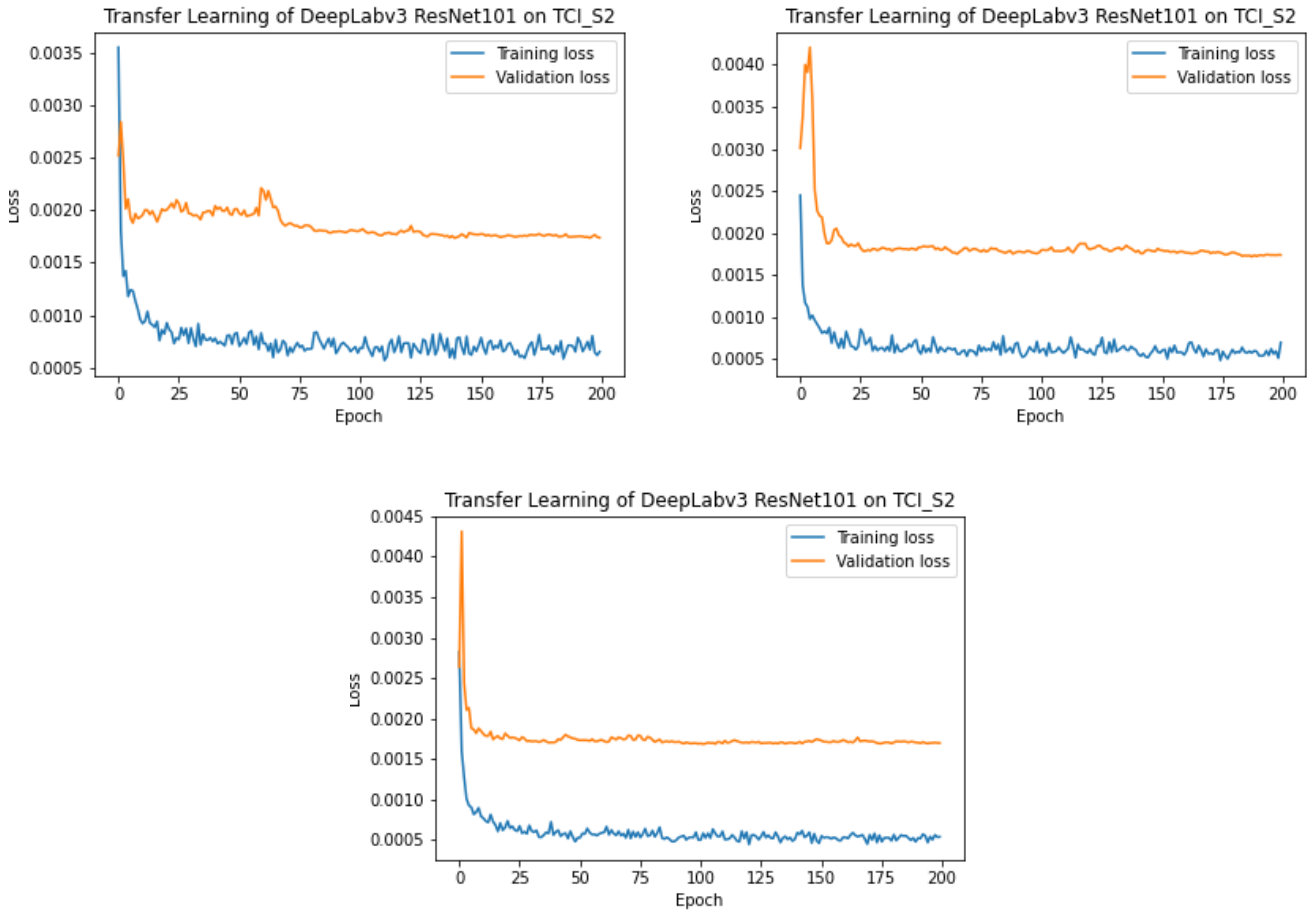 Transfer Learning of DeepLabv3 ResNet101 on TCI_S2
Training loss
Validation loss
0.0035
0.0030
0.0025
0.0020
0.0015
0.0010
0.0005
Loss
0 25 50 75 100 125 150 175 200
Epoch
Transfer Learning of DeepLabv3 ResNet101 on TCI_S2
Training loss
Validation loss
0.0040
0.0035
0.0030
0.0025
0.0020
0.0015
0.0010
0.0005
Loss
0 25 50 75 100 125 150 175 200
Epoch
Transfer Learning of DeepLabv3 ResNet101 on TCI_S2
Training loss
Validation loss
0.0045
0.0040
0.0035
0.0030
0.0025
0.0020
0.0015
0.0010
0.0005
Loss
0 25 50 75 100 125 150 175 200
Epoch